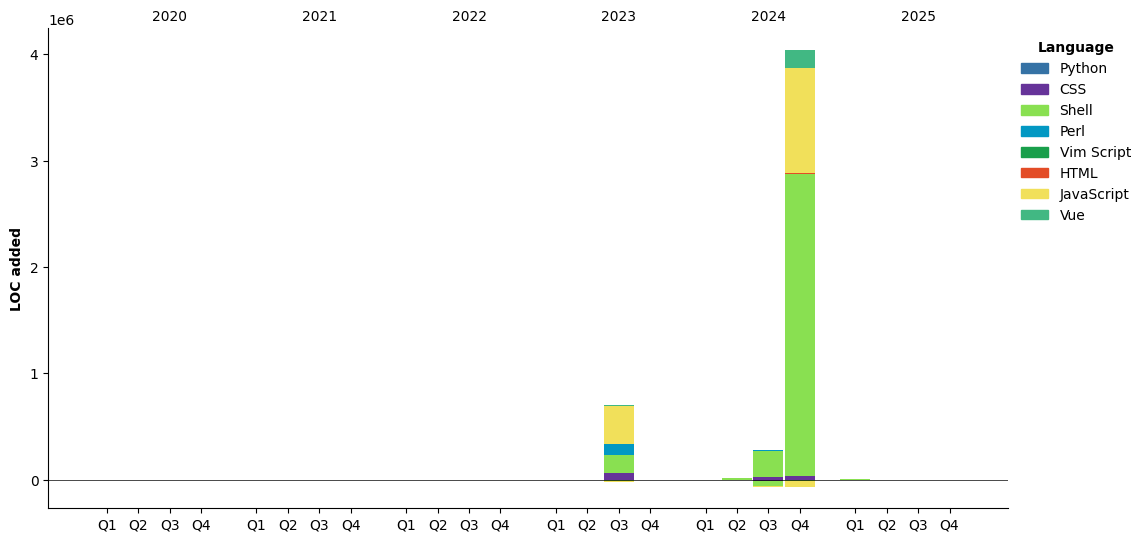 2020 2021 2022 2023 2024 2025
1e6
4
3
2
1
0
LOC added
Q1 Q2 Q3 Q4 Q1 Q2 Q3 Q4 Q1 Q2 Q3 Q4 Q1 Q2 Q3 Q4 Q1 Q2 Q3 Q4 Q1 Q2 Q3 Q4
Language
Python
CSS
Shell
Perl
Vim Script
HTML
JavaScript
Vue